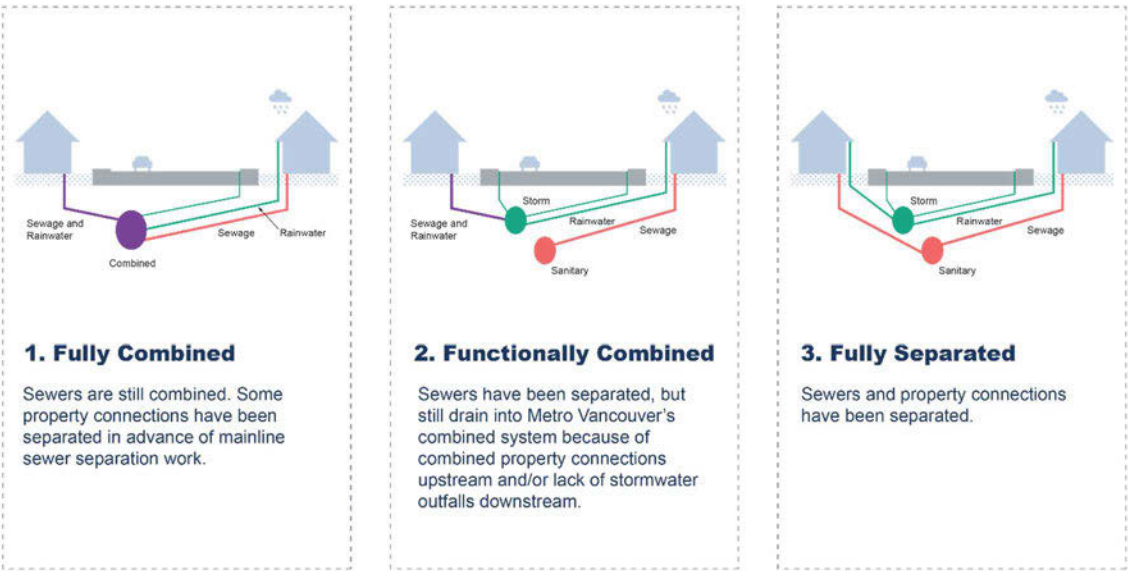 Sewage and
Rainwater
Sewage
Rainwater
Combined
1. Fully Combined
Sewers are still combined. Some
property connections have been
separated in advance of mainline
sewer separation work.
Storm
Sewage and
Rainwater
Rainwater
Sewage
Sanitary
2. Functionally Combined
Sewers have been separated, but
still drain into Metro Vancouver's
combined system because of
combined property connections
upstream and/or lack of stormwater
outfalls downstream.
Storm
Rainwater
Sewage
Sanitary
3. Fully Separated
Sewers and property connections
have been separated.